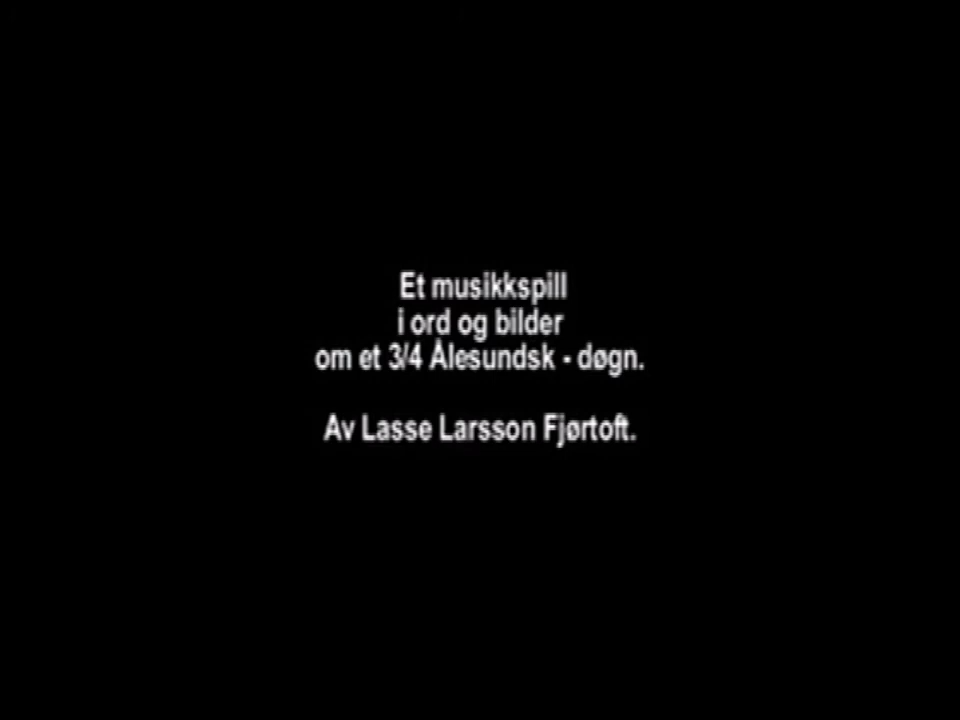 Et musikkspill
i ord og bilder
om et 3/4 Ålesundsk - døgn.
Av Lasse Larsson Fjørtoft.